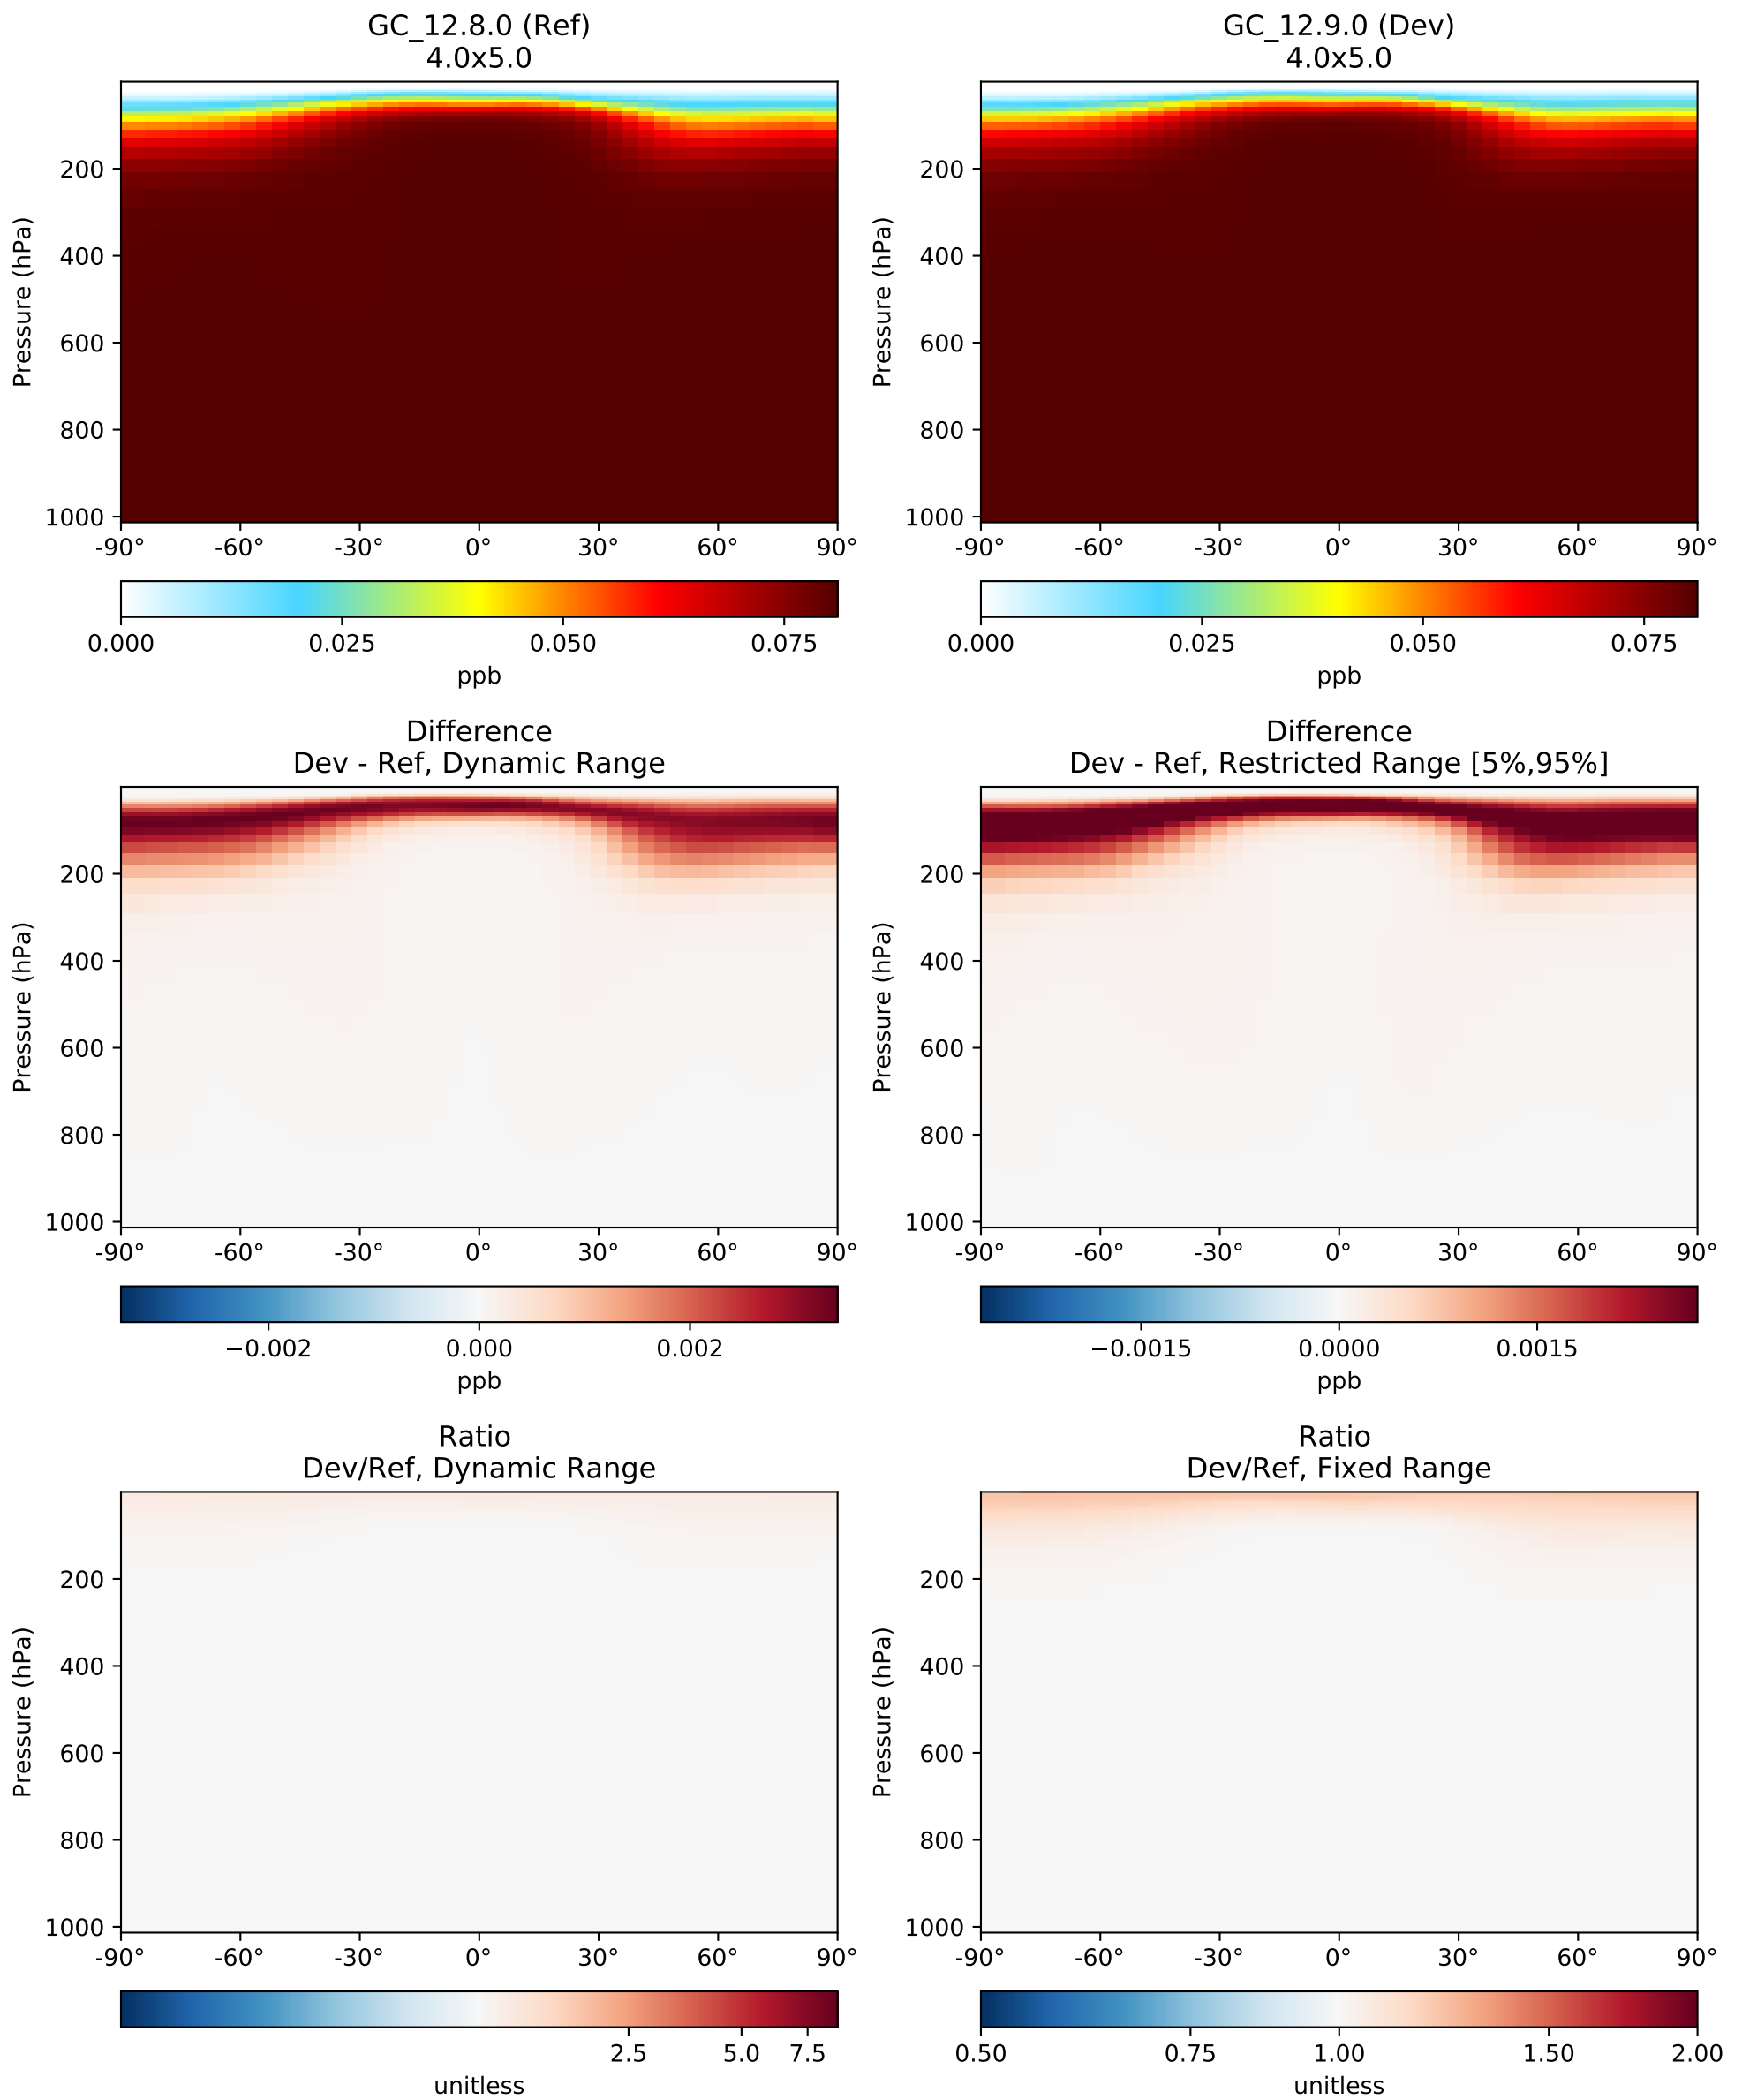 GC_12.8.0 (Ref)
4.0x5.0
Pressure (hPa)
200
400
600
800
1000
-90° -60° -30° 0° 30° 60° 90°
0.000 0.025 0.050 0.075
ppb
GC_12.9.0 (Dev)
4.0x5.0
Pressure (hPa)
200
400
600
800
1000
-90° -60° -30° 0° 30° 60° 90°
0.000 0.025 0.050 0.075
ppb
Difference
Dev - Ref, Dynamic Range
Pressure (hPa)
200
400
600
800
1000
-90° -60° -30° 0° 30° 60° 90°
−0.002 0.000 0.002
ppb
Difference
Dev - Ref, Restricted Range [5%,95%]
Pressure (hPa)
200
400
600
800
1000
-90° -60° -30° 0° 30° 60° 90°
−0.0015 0.0000 0.0015
ppb
Ratio
Dev/Ref, Dynamic Range
Pressure (hPa)
200
400
600
800
1000
-90° -60° -30° 0° 30° 60° 90°
2.5 5.0 7.5
unitless
Ratio
Dev/Ref, Fixed Range
Pressure (hPa)
200
400
600
800
1000
-90° -60° -30° 0° 30° 60° 90°
0.50 0.75 1.00 1.50 2.00
unitless